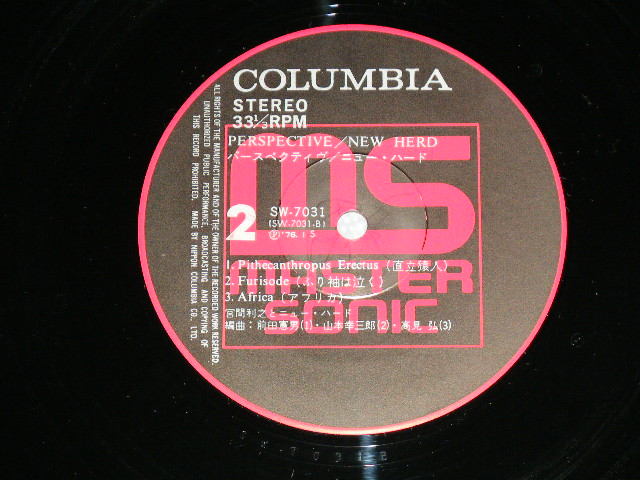 COLUMBIA
STEREO
33 1/3 RPM
PERSPECTIVE/NEW HERD
パースペクティヴ/ニュー・ハード
MS
2
SW-7031
(SW-7031-B)
Ⓟ '76. 1 S
1. Pithecanthropus Erectus (直立猿人)
2. Furisode (ふり袖は泣く)
3. Africa (アフリカ)
MASTER
SONIC
宮間利之とニュー・ハード
編曲：前田憲男(1)・山木幸三郎(2)・高見 弘(3)
ALL RIGHTS OF THE MANUFACTURER AND OF THE OWNER OF THE RECORDED WORK RESERVED.
UNAUTHORIZED PUBLIC PERFORMANCE, BROADCASTING AND COPYING OF
THIS RECORD PROHIBITED. MADE BY NIPPON COLUMBIA CO., LTD.